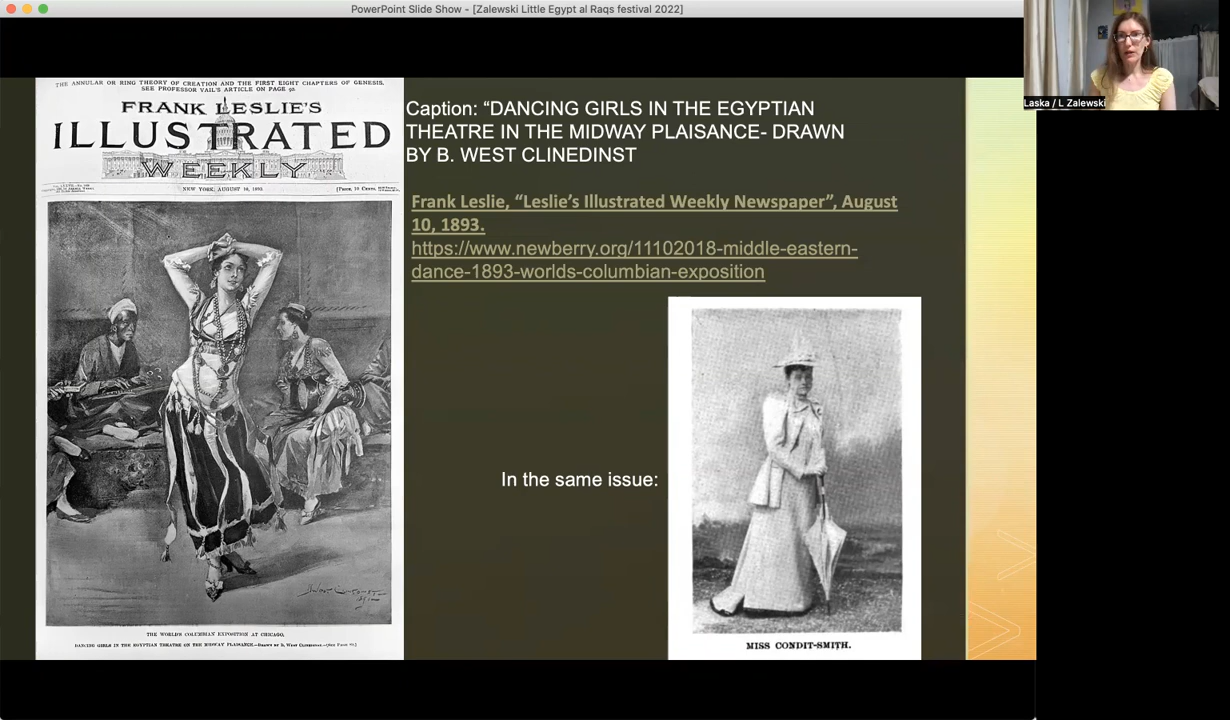 PowerPoint Slide Show - [Zalewski Little Egypt al Raqs festival 2022]
THE ANNULAR OR RING THEORY OF CREATION AND THE FIRST EIGHT CHAPTERS OF GENESIS.
SEE PROFESSOR VAIL'S ARTICLE ON PAGE
FRANK LESLIE'S
ILLUSTRATED
WEEKLY
NEW YORK, AUGUST 10, 1893.
[PRICE, 10 CENTS.
THE WORLD'S COLUMBIAN EXPOSITION AT CHICAGO.
DANCING GIRLS IN THE EGYPTIAN THEATRE ON THE MIDWAY PLAISANCE.—DRAWN BY B. WEST CLINEDINST.
Caption: “DANCING GIRLS IN THE EGYPTIAN
THEATRE IN THE MIDWAY PLAISANCE- DRAWN
BY B. WEST CLINEDINST
Frank Leslie, “Leslie’s Illustrated Weekly Newspaper”, August
10, 1893.
https://www.newberry.org/11102018-middle-eastern-
dance-1893-worlds-columbian-exposition
In the same issue:
MISS CONDIT-SMITH.
Laska / L Zalewski